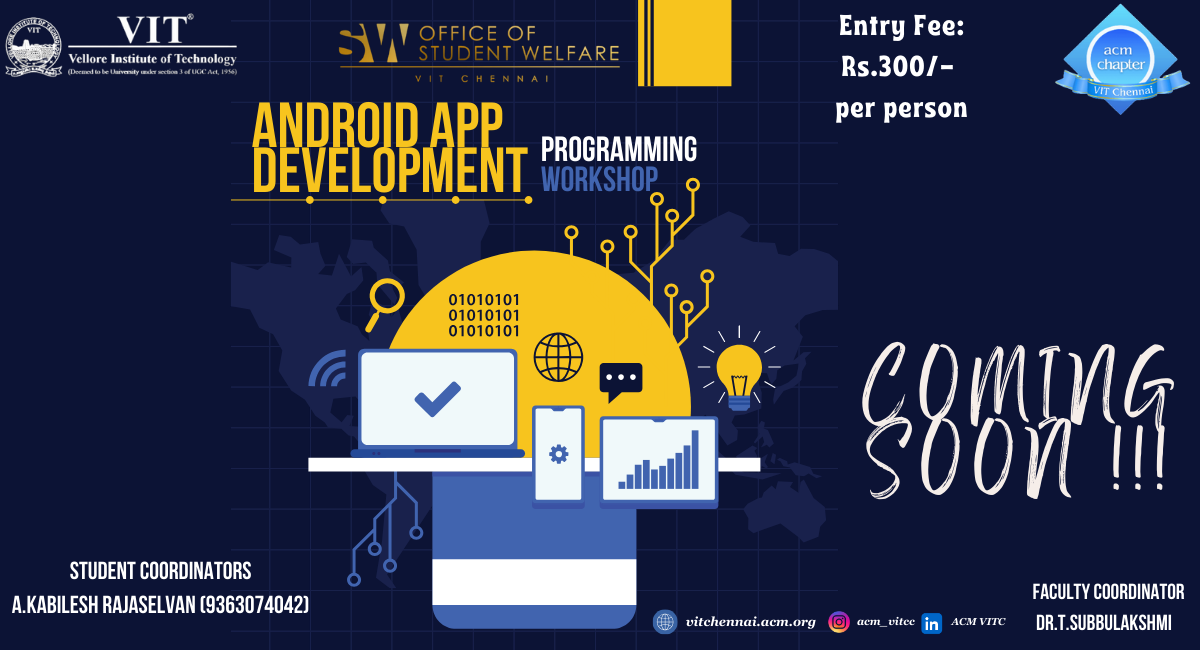 VIT®
Vellore Institute of Technology
(Deemed to be University under section 3 of UGC Act, 1956)
VIT
SW OFFICE OF
STUDENT WELFARE
VIT CHENNAI
Entry Fee:
Rs.300/-
per person
acm
chapter
VIT Chennai
ANDROID APP
DEVELOPMENT
PROGRAMMING
WORKSHOP
01010101
01010101
01010101
COMING
SOON !!!
STUDENT COORDINATORS
A.KABILESH RAJASELVAN (9363074042)
vitchennai.acm.org
acm_vitcc
in
ACM VITC
FACULTY COORDINATOR
DR.T.SUBBULAKSHMI